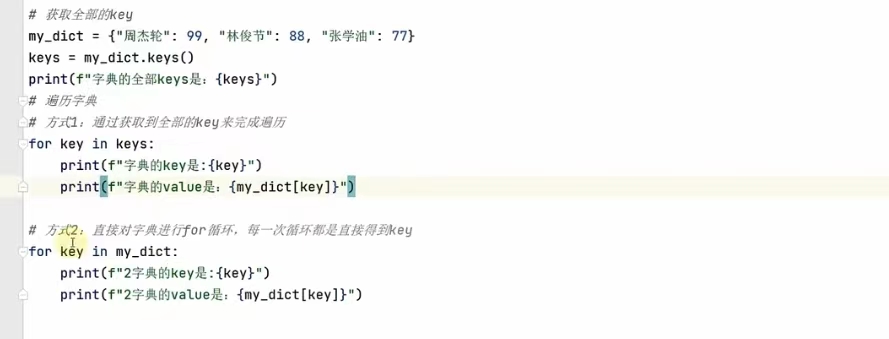 # 获取全部的key
my_dict = {"周杰轮": 99, "林俊节": 88, "张学油": 77}
keys = my_dict.keys()
print(f"字典的全部keys是：{keys}")
# 遍历字典
# 方式1：通过获取到全部的key来完成遍历
for key in keys:
    print(f"字典的key是:{key}")
    print(f"字典的value是：{my_dict[key]}")
# 方式2：直接对字典进行for循环，每一次循环都是直接得到key
for key in my_dict:
    print(f"2字典的key是:{key}")
    print(f"2字典的value是：{my_dict[key]}")